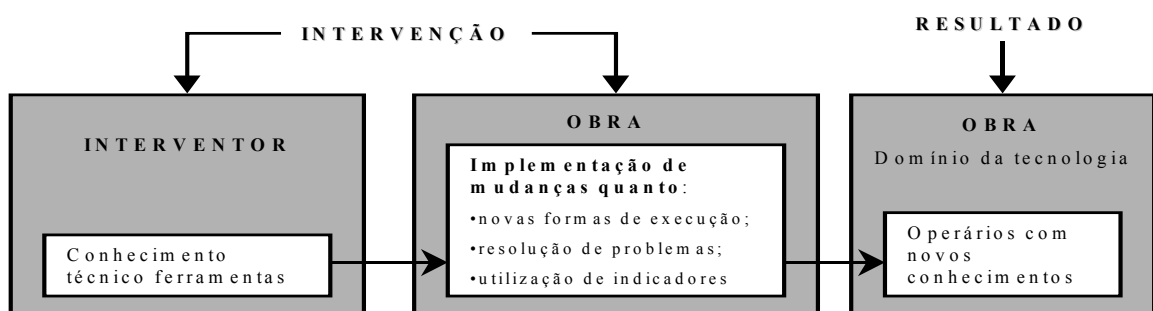 INTERVENÇÃO
RESULTADO
INTERVENTOR
Conhecimento
técnico ferramentas
OBRA
Implementação de
mudanças quanto:
•novas formas de execução;
•resolução de problemas;
•utilização de indicadores
OBRA
Domínio da tecnologia
Operários com
novos
conhecimentos